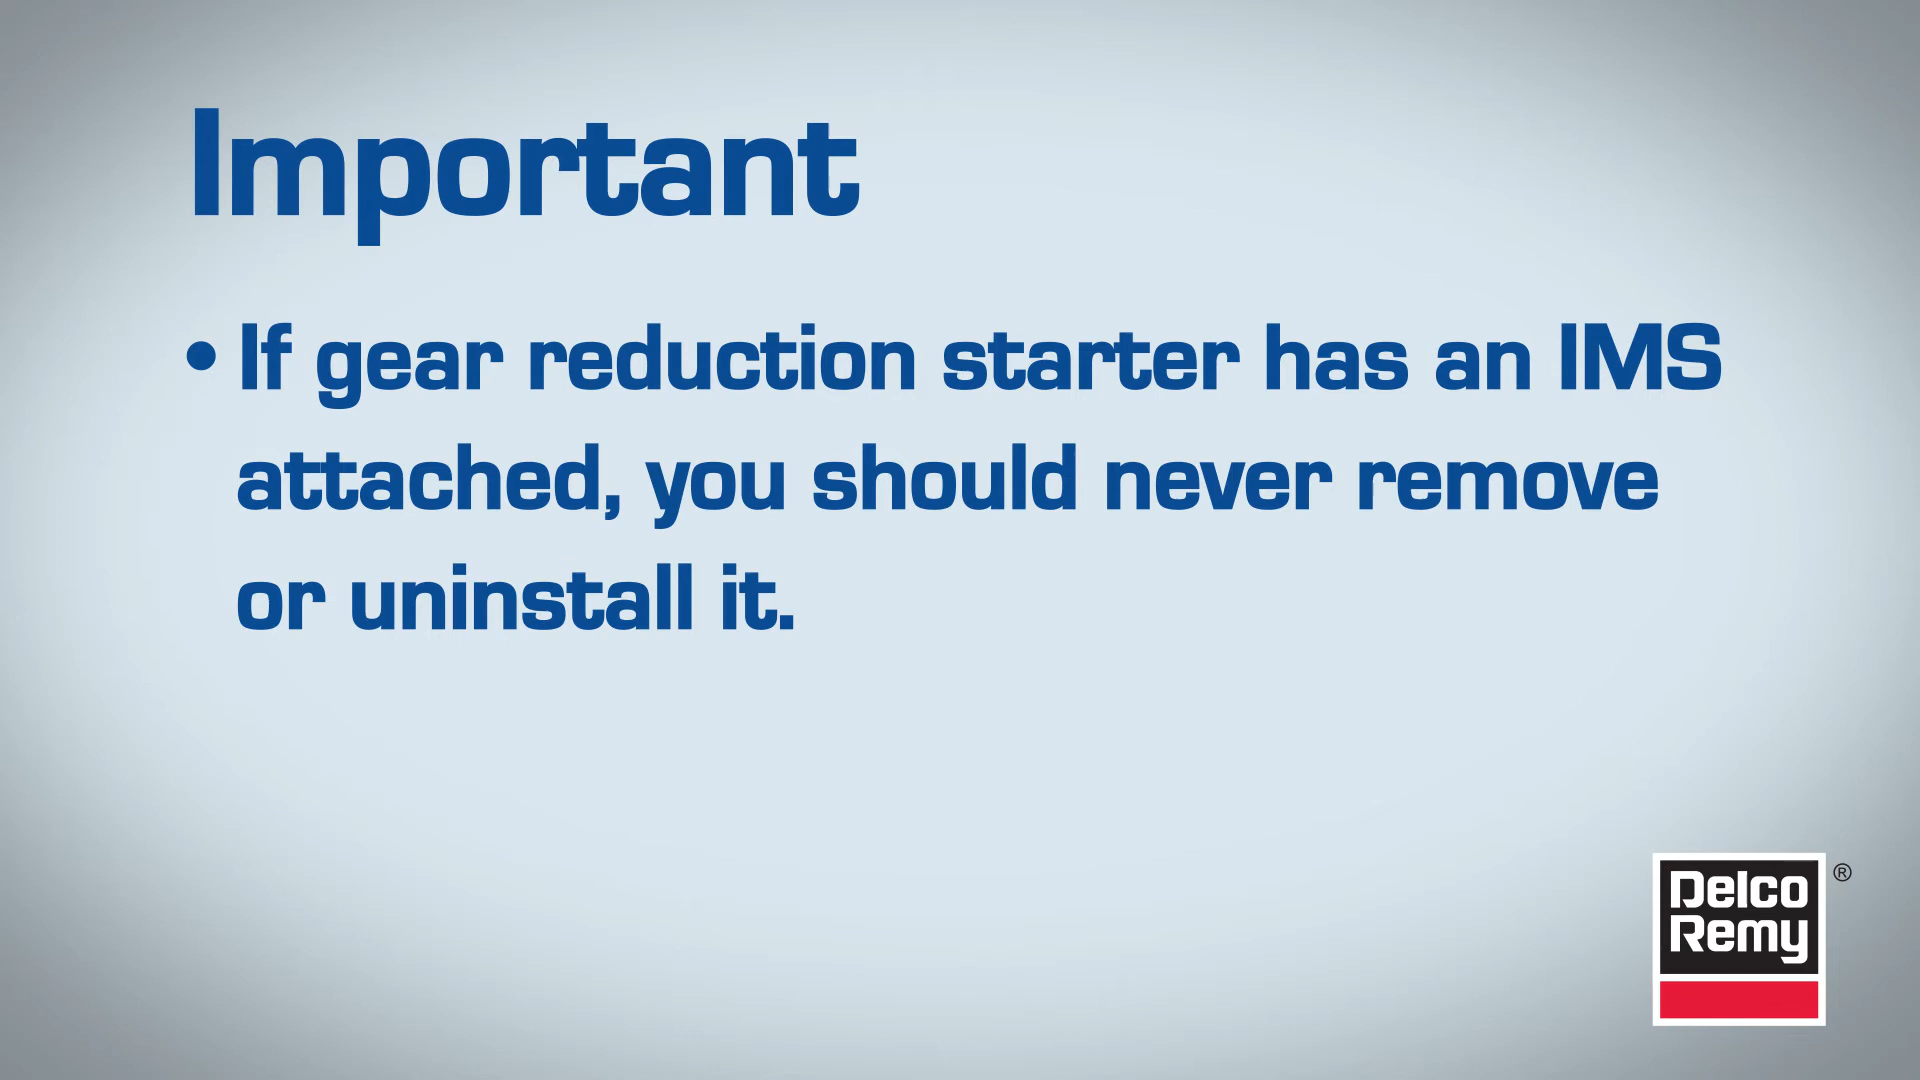 Important
• If gear reduction starter has an IMS
attached, you should never remove
or uninstall it.
Delco
Remy
®